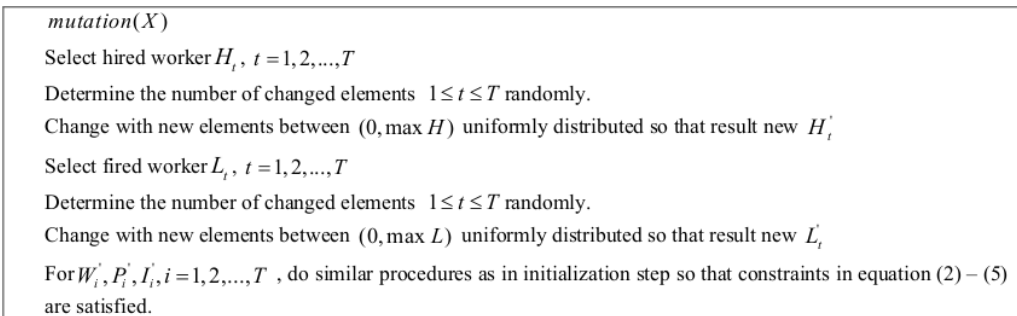 mutation(X)
Select hired worker H_t, t = 1, 2, ..., T
Determine the number of changed elements 1 ≤ t ≤ T randomly.
Change with new elements between (0, max H) uniformly distributed so that result new H_t'
Select fired worker L_t, t = 1, 2, ..., T
Determine the number of changed elements 1 ≤ t ≤ T randomly.
Change with new elements between (0, max L) uniformly distributed so that result new L_t'
For W_i', P_i', I_i', i = 1, 2, ..., T , do similar procedures as in initialization step so that constraints in equation (2) – (5)
are satisfied.